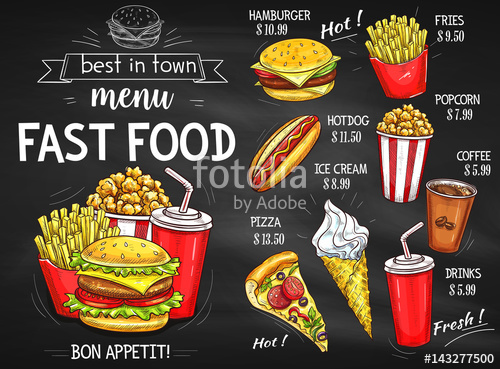 best in town
menu
FAST FOOD
BON APPETIT!
HAMBURGER
$ 10.99
Hot!
FRIES
$ 9.50
POPCORN
$ 7.99
HOTDOG
$ 11.50
COFFEE
$ 5.99
ICE CREAM
$ 8.99
PIZZA
$ 13.50
Hot!
DRINKS
$ 5.99
Fresh!
fotolia
by Adobe
#143277500